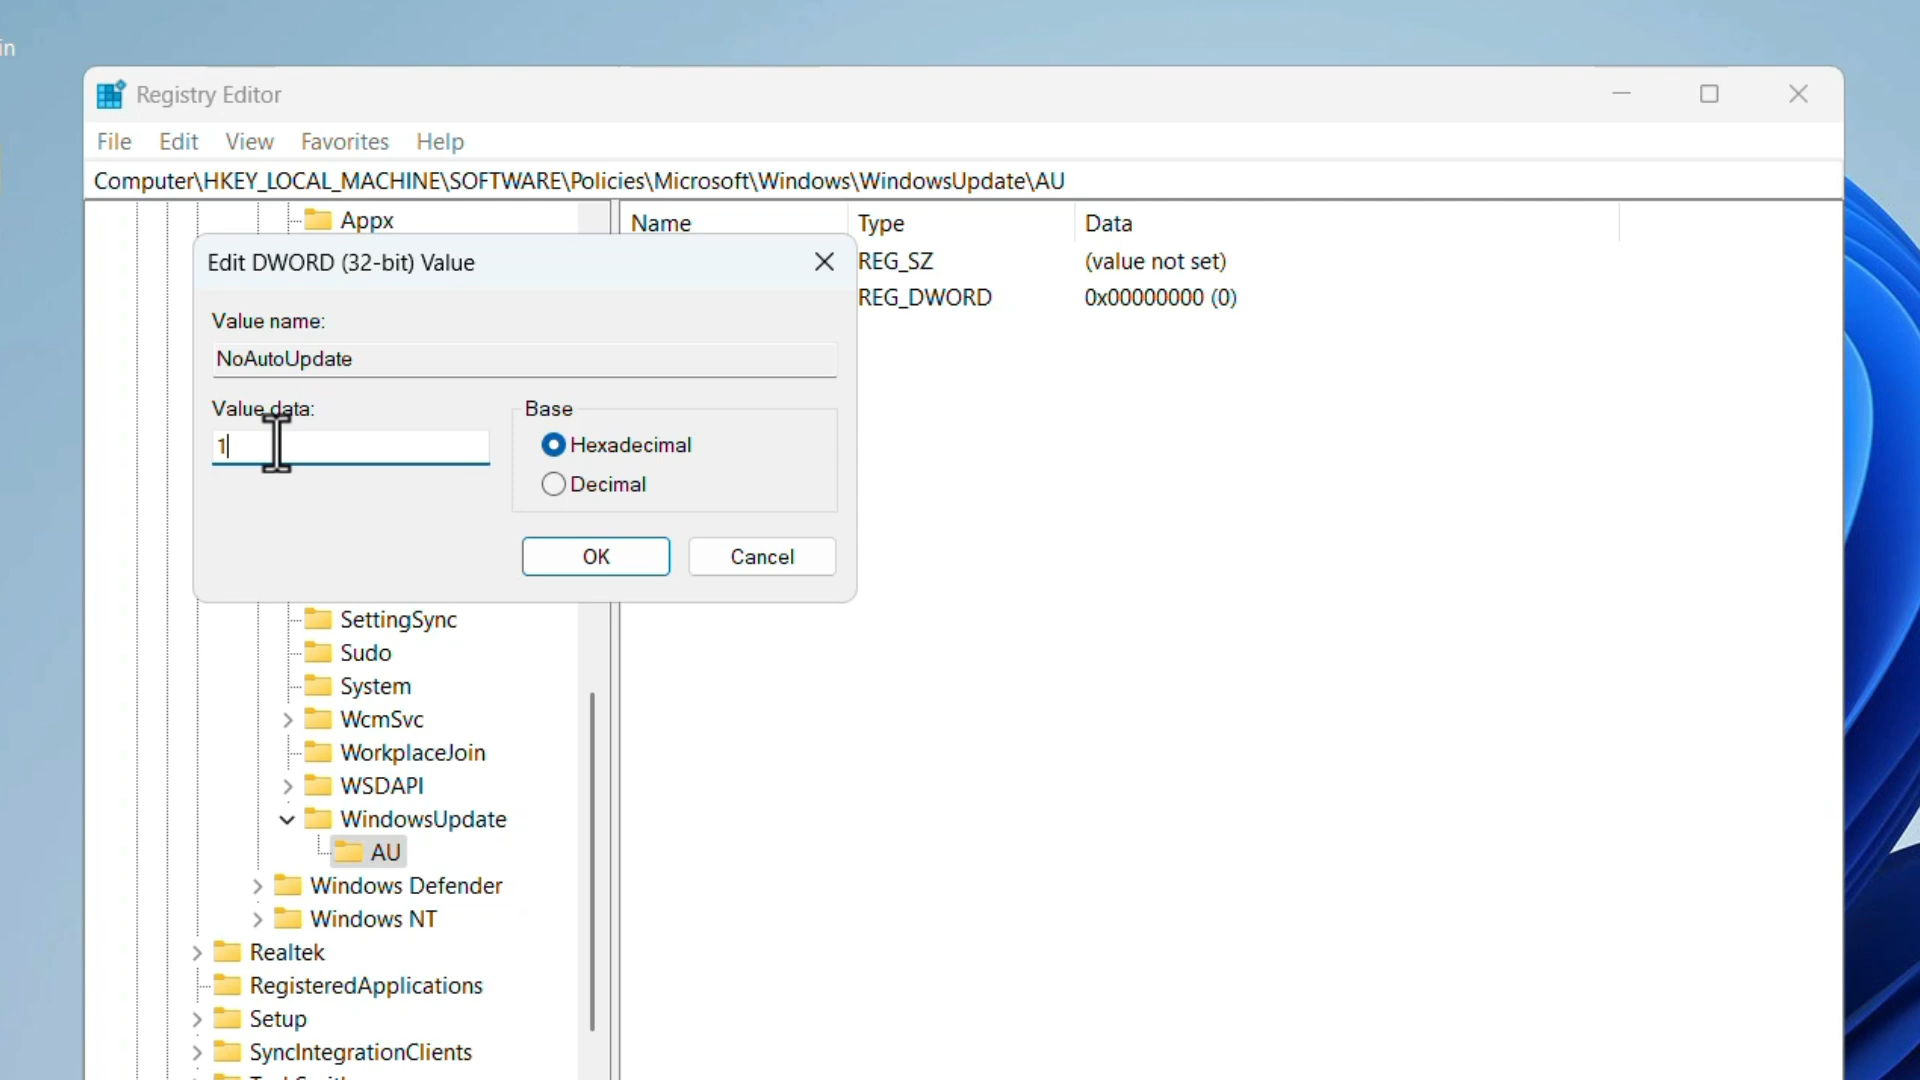 in
Registry Editor
File Edit View Favorites Help
Computer\HKEY_LOCAL_MACHINE\SOFTWARE\Policies\Microsoft\Windows\WindowsUpdate\AU
Appx
Name Type Data
REG_SZ (value not set)
REG_DWORD 0x00000000 (0)
Edit DWORD (32-bit) Value
Value name:
NoAutoUpdate
Value data:
1
Base
Hexadecimal
Decimal
OK Cancel
SettingSync
Sudo
System
WcmSvc
WorkplaceJoin
WSDAPI
WindowsUpdate
AU
Windows Defender
Windows NT
Realtek
RegisteredApplications
Setup
SyncIntegrationClients